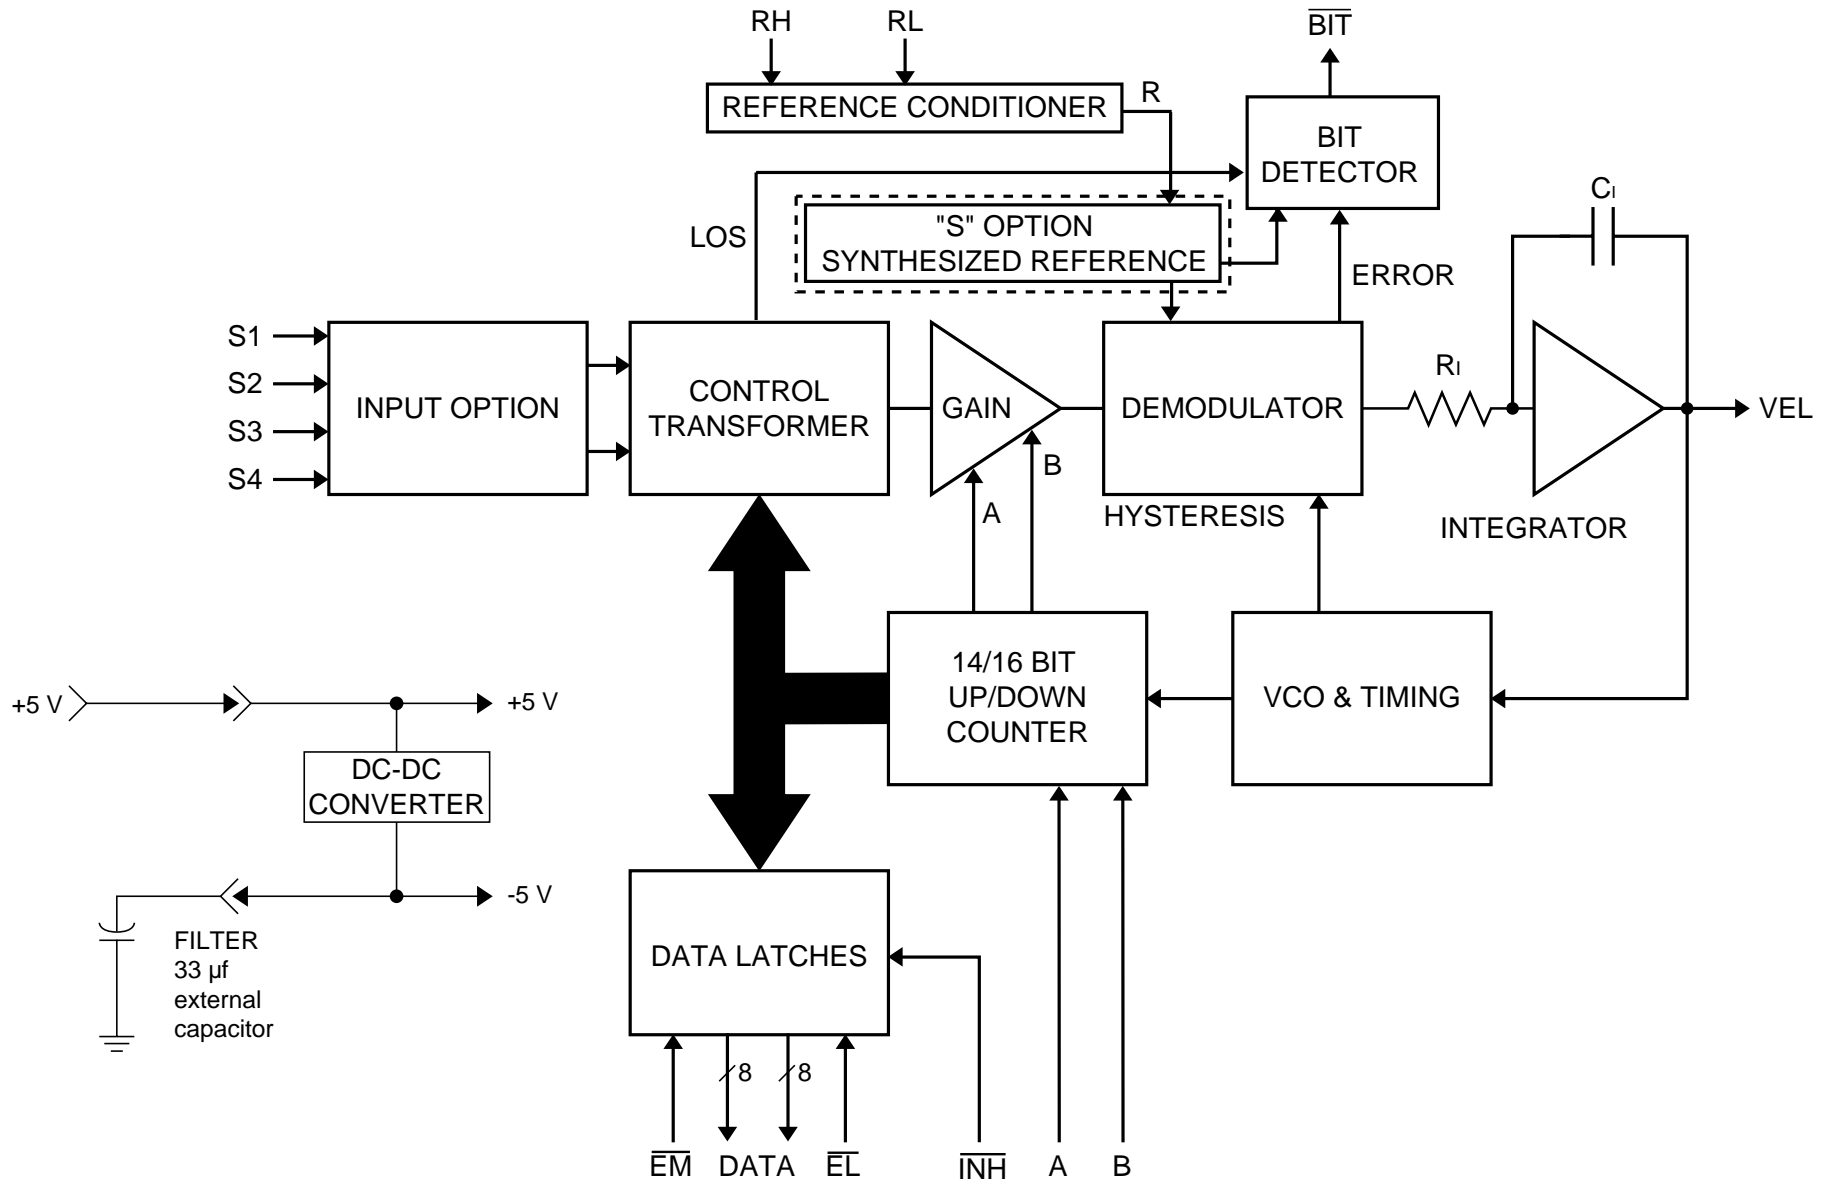 RH
RL
BIT
REFERENCE CONDITIONER
R
BIT
DETECTOR
CI
"S" OPTION
SYNTHESIZED REFERENCE
LOS
ERROR
S1
S2
S3
S4
INPUT OPTION
CONTROL
TRANSFORMER
GAIN
DEMODULATOR
RI
VEL
A
B
HYSTERESIS
INTEGRATOR
14/16 BIT
UP/DOWN
COUNTER
VCO & TIMING
+5 V
+5 V
DC-DC
CONVERTER
-5 V
FILTER
33 µf
external
capacitor
DATA LATCHES
8
8
EM
DATA
EL
INH
A
B